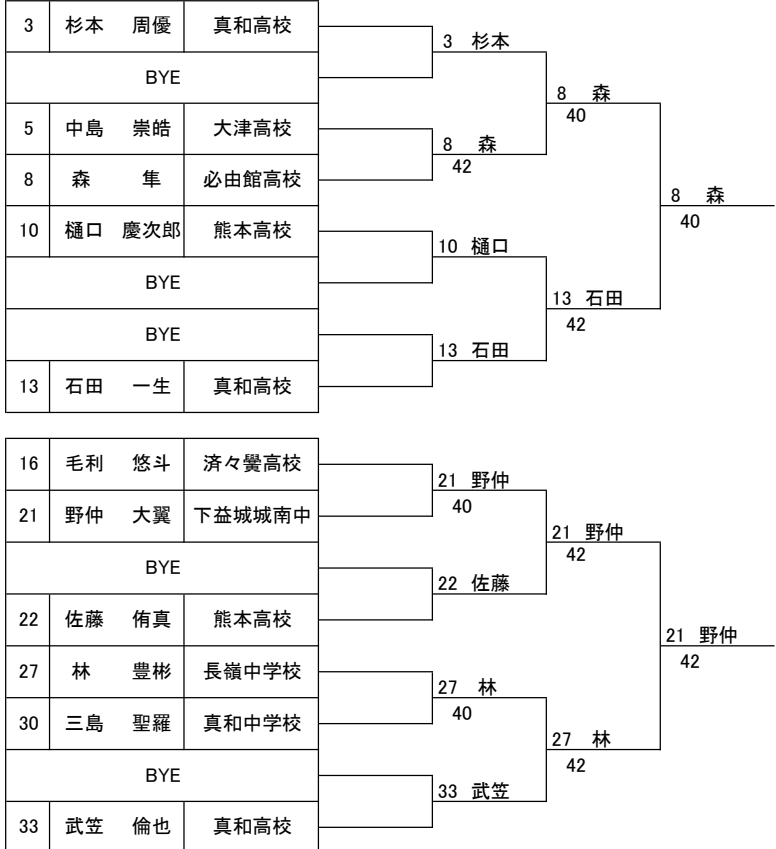 3 杉本 周優 真和高校
3 杉本
BYE
8 森
40
5 中島 崇皓 大津高校
8 森
42
8 森 隼 必由館高校
8 森
40
10 樋口 慶次郎 熊本高校
10 樋口
BYE
13 石田
42
BYE
13 石田
13 石田 一生 真和高校
16 毛利 悠斗 済々黌高校
21 野仲
40
21 野仲 大翼 下益城城南中
21 野仲
42
BYE
22 佐藤
22 佐藤 侑真 熊本高校
21 野仲
42
27 林 豊彬 長嶺中学校
27 林
40
30 三島 聖羅 真和中学校
27 林
42
BYE
33 武笠
33 武笠 倫也 真和高校